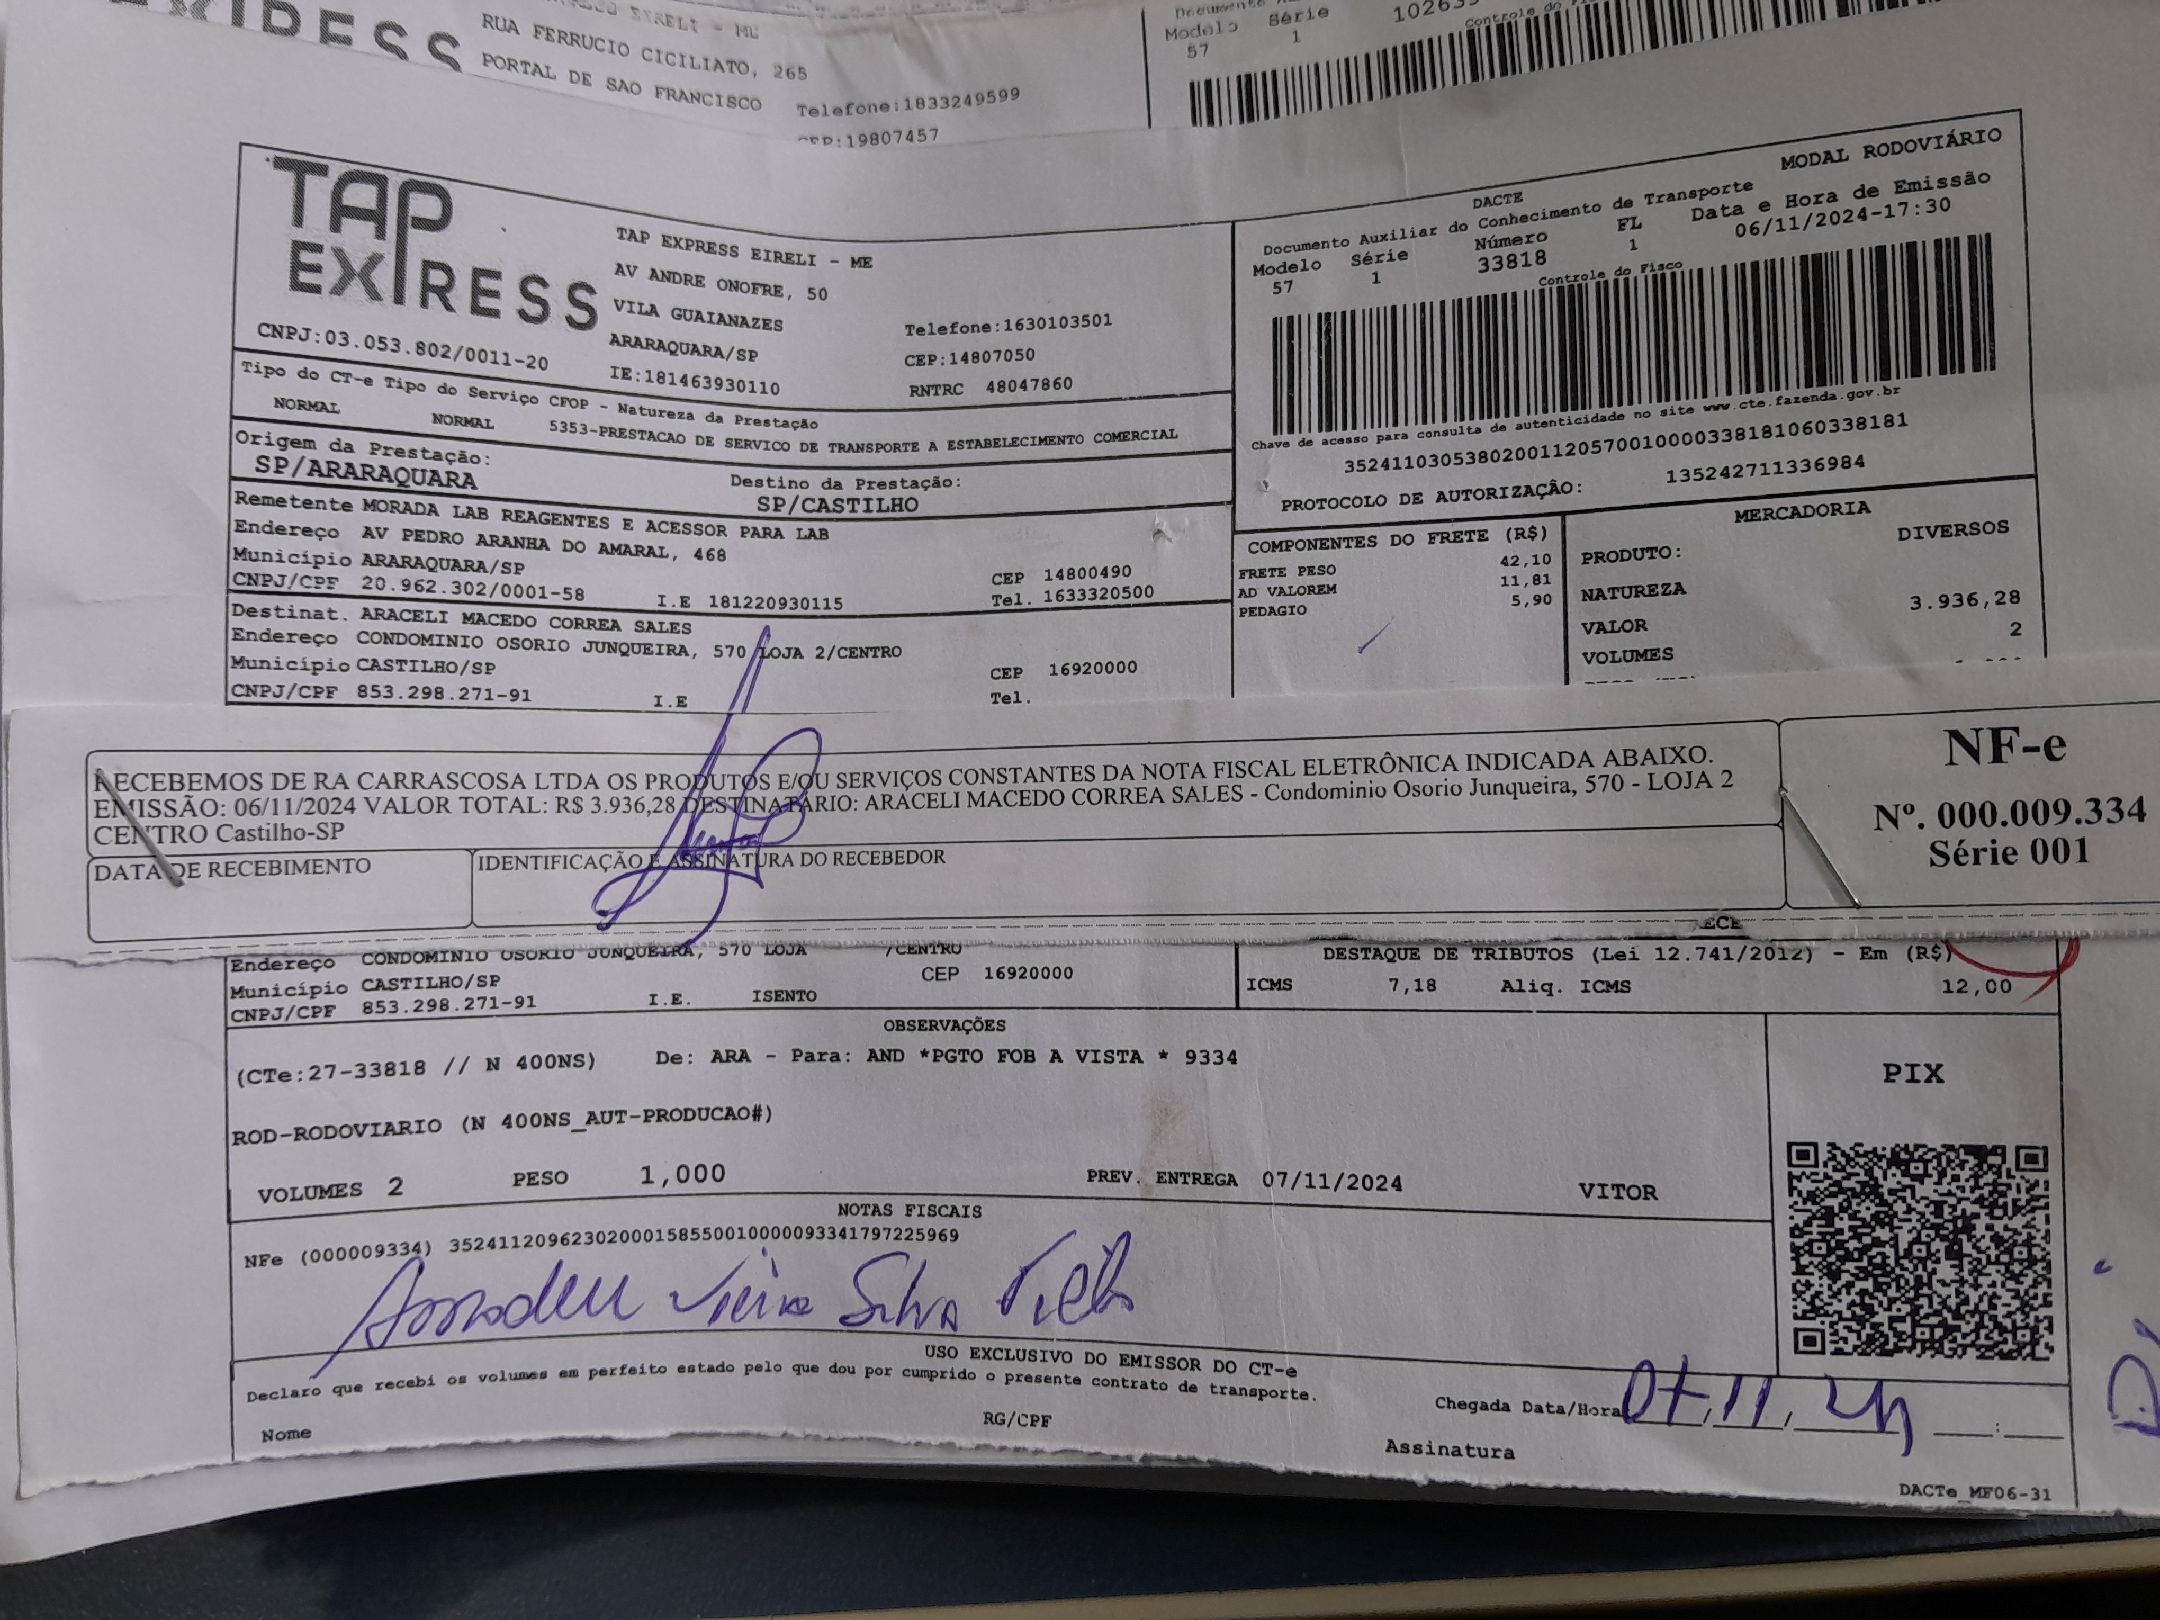 EXPRESS
RUA FERRUCIO CICILIATO, 265
PORTAL DE SAO FRANCISCO
Telefone:1833249599
CEP:19807457
Modelo Série
57 1
TAP
EXPRESS
CNPJ:03.053.802/0011-20
TAP EXPRESS EIRELI - ME
AV ANDRE ONOFRE, 50
VILA GUAIANAZES
ARARAQUARA/SP
IE:181463930110
Telefone:1630103501
CEP:14807050
RNTRC 48047860
DACTE
MODAL RODOVIÁRIO
Documento Auxiliar do Conhecimento de Transporte
Modelo Série Número FL Data e Hora de Emissão
57 1 33818 1 06/11/2024-17:30
Controle do Fisco
Chave de acesso para consulta de autenticidade no site www.cte.fazenda.gov.br
35241103053802001120570010000338181060338181
PROTOCOLO DE AUTORIZAÇÂO: 135242711336984
Tipo do CT-e Tipo do Serviço CFOP - Natureza da Prestação
NORMAL NORMAL 5353-PRESTACAO DE SERVICO DE TRANSPORTE A ESTABELECIMENTO COMERCIAL
Origem da Prestação: Destino da Prestação:
SP/ARARAQUARA SP/CASTILHO
Remetente MORADA LAB REAGENTES E ACESSOR PARA LAB
Endereço AV PEDRO ARANHA DO AMARAL, 468
Município ARARAQUARA/SP CEP 14800490
CNPJ/CPF 20.962.302/0001-58 I.E 181220930115 Tel. 1633320500
Destinat. ARACELI MACEDO CORREA SALES
Endereço CONDOMINIO OSORIO JUNQUEIRA, 570 LOJA 2/CENTRO
Município CASTILHO/SP CEP 16920000
CNPJ/CPF 853.298.271-91 I.E Tel.
COMPONENTES DO FRETE (R$)
FRETE PESO 42,10
AD VALOREM 11,81
PEDAGIO 5,90
MERCADORIA
PRODUTO: DIVERSOS
NATUREZA
VALOR 3.936,28
VOLUMES 2
RECEBEMOS DE RA CARRASCOSA LTDA OS PRODUTOS E/OU SERVIÇOS CONSTANTES DA NOTA FISCAL ELETRÔNICA INDICADA ABAIXO.
EMISSÃO: 06/11/2024 VALOR TOTAL: R$ 3.936,28 DESTINATÁRIO: ARACELI MACEDO CORREA SALES - Condominio Osorio Junqueira, 570 - LOJA 2
CENTRO Castilho-SP
DATA DE RECEBIMENTO
IDENTIFICAÇÃO E ASSINATURA DO RECEBEDOR
NF-e
Nº. 000.009.334
Série 001
Endereço CONDOMINIO OSORIO JUNQUEIRA, 570 LOJA /CENTRO
Município CASTILHO/SP CEP 16920000
CNPJ/CPF 853.298.271-91 I.E. ISENTO
DESTAQUE DE TRIBUTOS (Lei 12.741/2012) - Em (R$)
ICMS 7,18 Aliq. ICMS 12,00
OBSERVAÇÕES
(CTe:27-33818 // N 400NS) De: ARA - Para: AND *PGTO FOB A VISTA * 9334
ROD-RODOVIARIO (N 400NS_AUT-PRODUCAO#)
VOLUMES 2 PESO 1,000 PREV. ENTREGA 07/11/2024 VITOR
PIX
NOTAS FISCAIS
NFe (000009334) 35241120962302000158550010000093341797225969
Amadeu Vieira Silva
USO EXCLUSIVO DO EMISSOR DO CT-e
Declaro que recebi os volumes em perfeito estado pelo que dou por cumprido o presente contrato de transporte.
Nome RG/CPF
Chegada Data/Hora 07/11/24 :
Assinatura
DACTe_MF06-31